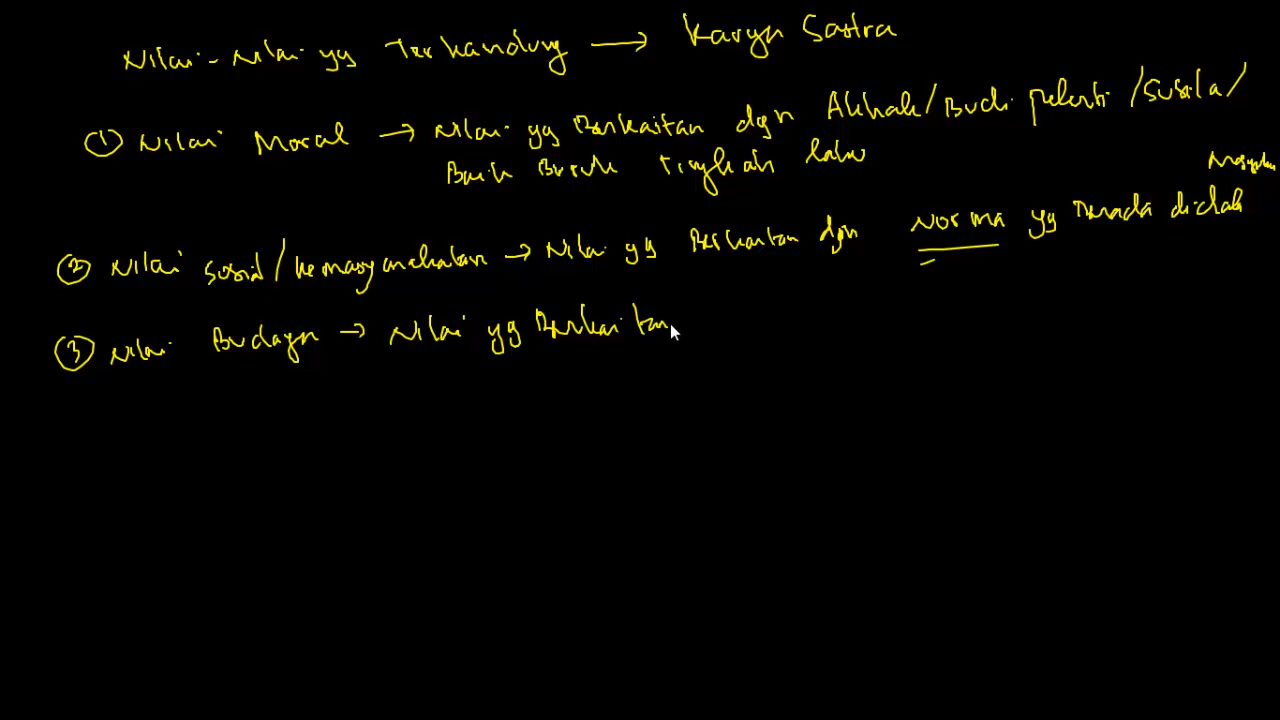 Nilai-Nilai yg Terkandung → Karya Sastra
① Nilai Moral → Nilai yg Berkaitan dgn Akhlak/Budi pekerti/Susila/
Baik Buruk Tingkah laku
② Nilai sosial/kemasyarakatan → Nilai yg Berkaitan dgn Norma yg Berada di
③ Nilai Budaya → Nilai yg Berkaitan